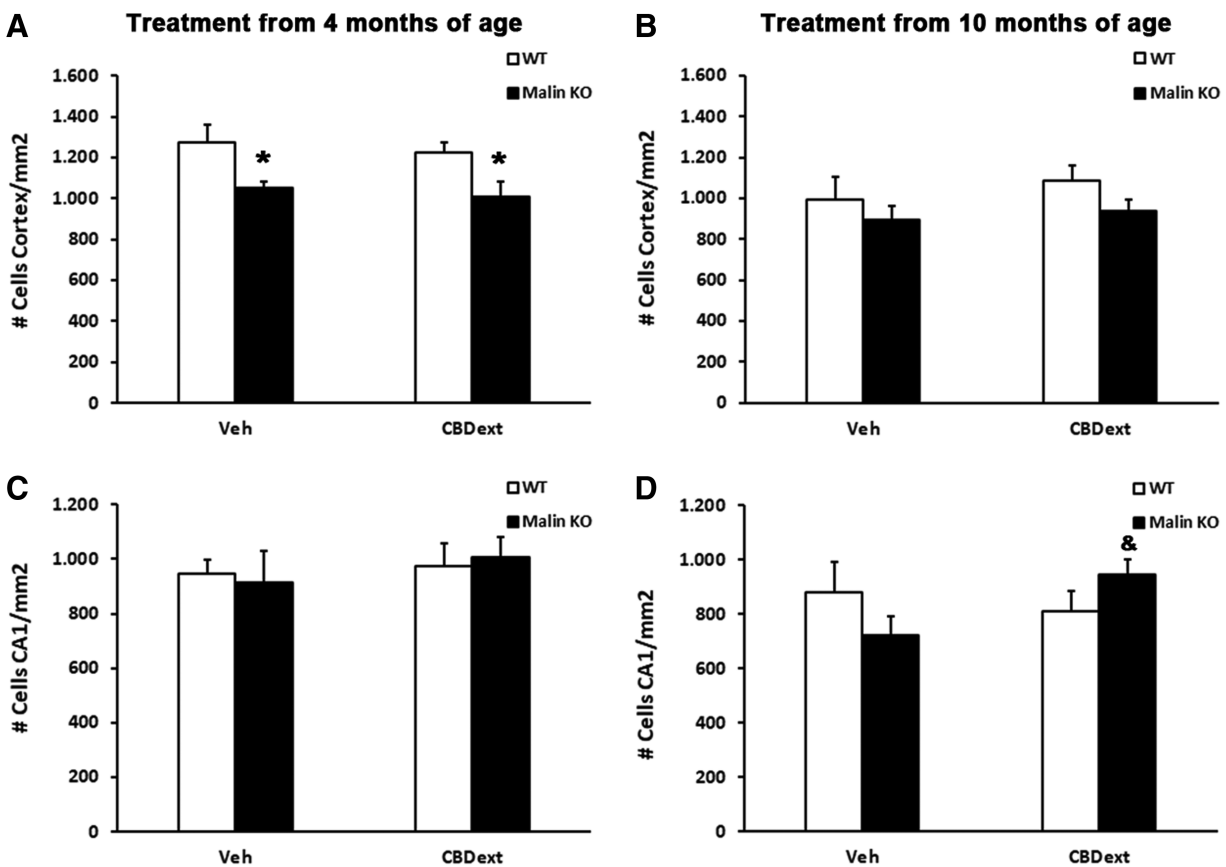 A
Treatment from 4 months of age
WT
Malin KO
# Cells Cortex/mm2
1.600
1.400
1.200
1.000
800
600
400
200
0
*
*
Veh
CBDext
B
Treatment from 10 months of age
WT
Malin KO
# Cells Cortex/mm2
1.600
1.400
1.200
1.000
800
600
400
200
0
Veh
CBDext
C
WT
Malin KO
# Cells CA1/mm2
1.200
1.000
800
600
400
200
0
Veh
CBDext
D
WT
Malin KO
# Cells CA1/mm2
1.200
1.000
800
600
400
200
0
&
Veh
CBDext